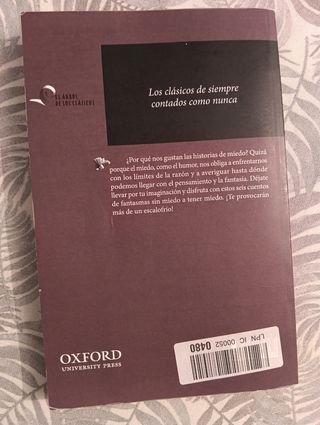 EL ÁRBOL
DE LOS CLÁSICOS
Los clásicos de siempre
contados como nunca
¿Por qué nos gustan las historias de miedo? Quizá
porque el miedo, como el humor, nos obliga a enfrentarnos
con los límites de la razón y a averiguar hasta dónde
podemos llegar con el pensamiento y la fantasía. Déjate
llevar por tu imaginación y disfruta con estos seis cuentos
de fantasmas sin miedo a tener miedo. ¡Te provocarán
más de un escalofrío!
OXFORD
UNIVERSITY PRESS
LPN IC 00052 0480